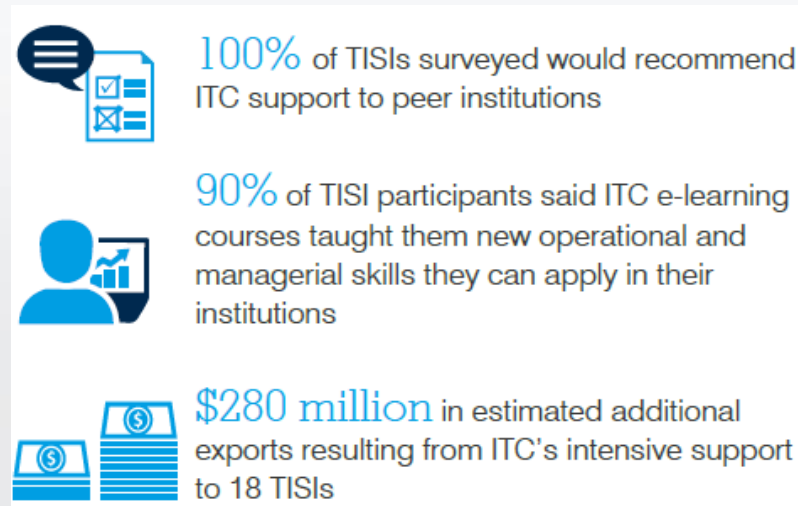 100% of TISIs surveyed would recommend
ITC support to peer institutions
90% of TISI participants said ITC e-learning
courses taught them new operational and
managerial skills they can apply in their
institutions
$280 million in estimated additional
exports resulting from ITC's intensive support
to 18 TISIs